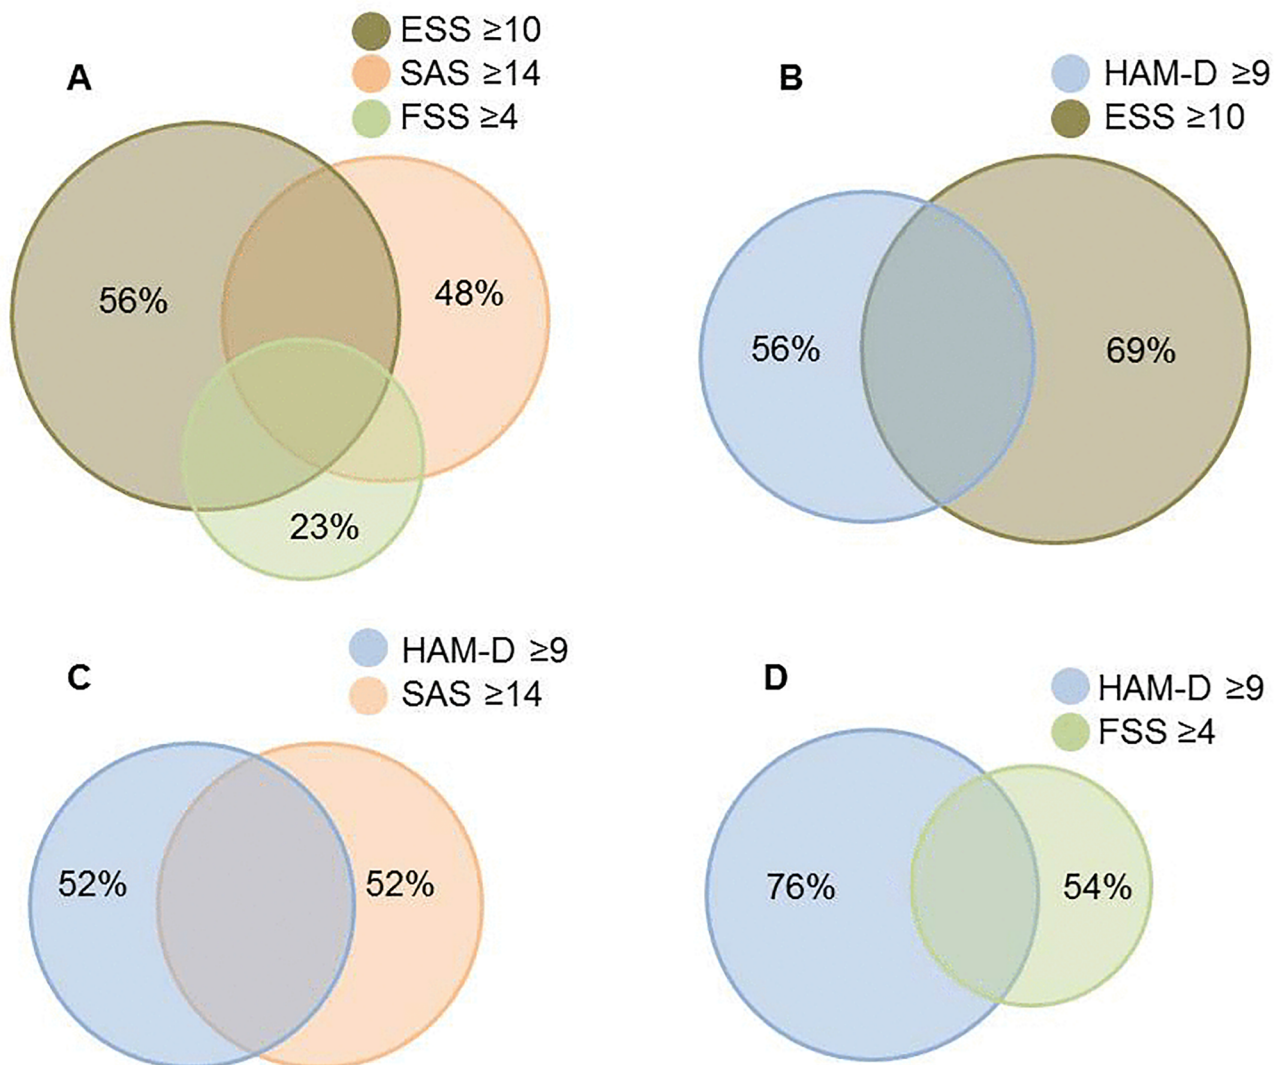 A
ESS ≥10
SAS ≥14
FSS ≥4
56%
48%
23%
B
HAM-D ≥9
ESS ≥10
56%
69%
C
HAM-D ≥9
SAS ≥14
52%
52%
D
HAM-D ≥9
FSS ≥4
76%
54%